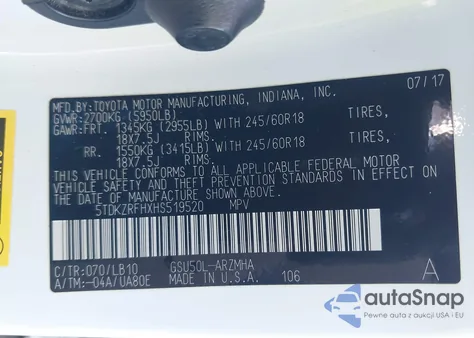 MFD.BY:TOYOTA MOTOR MANUFACTURING, INDIANA, INC. 07/17
GVWR:2700KG (5950LB)
GAWR:FRT. 1345KG (2955LB) WITH 245/60R18 TIRES,
18X7.5J RIMS.
RR. 1550KG (3415LB) WITH 245/60R18 TIRES,
18X7.5J RIMS.
THIS VEHICLE CONFORMS TO ALL APPLICABLE FEDERAL MOTOR
VEHICLE SAFETY AND THEFT PREVENTION STANDARDS IN EFFECT
ON THE DATE OF MANUFACTURE SHOWN ABOVE.
5TDKZRFHXHS519520 MPV
C/TR:070/LB10 GSU50L-ARZMHA
A/TM:-04A/UA80E MADE IN U.S.A. 106 A
autoSnap
Pewne auta z aukcji USA i EU